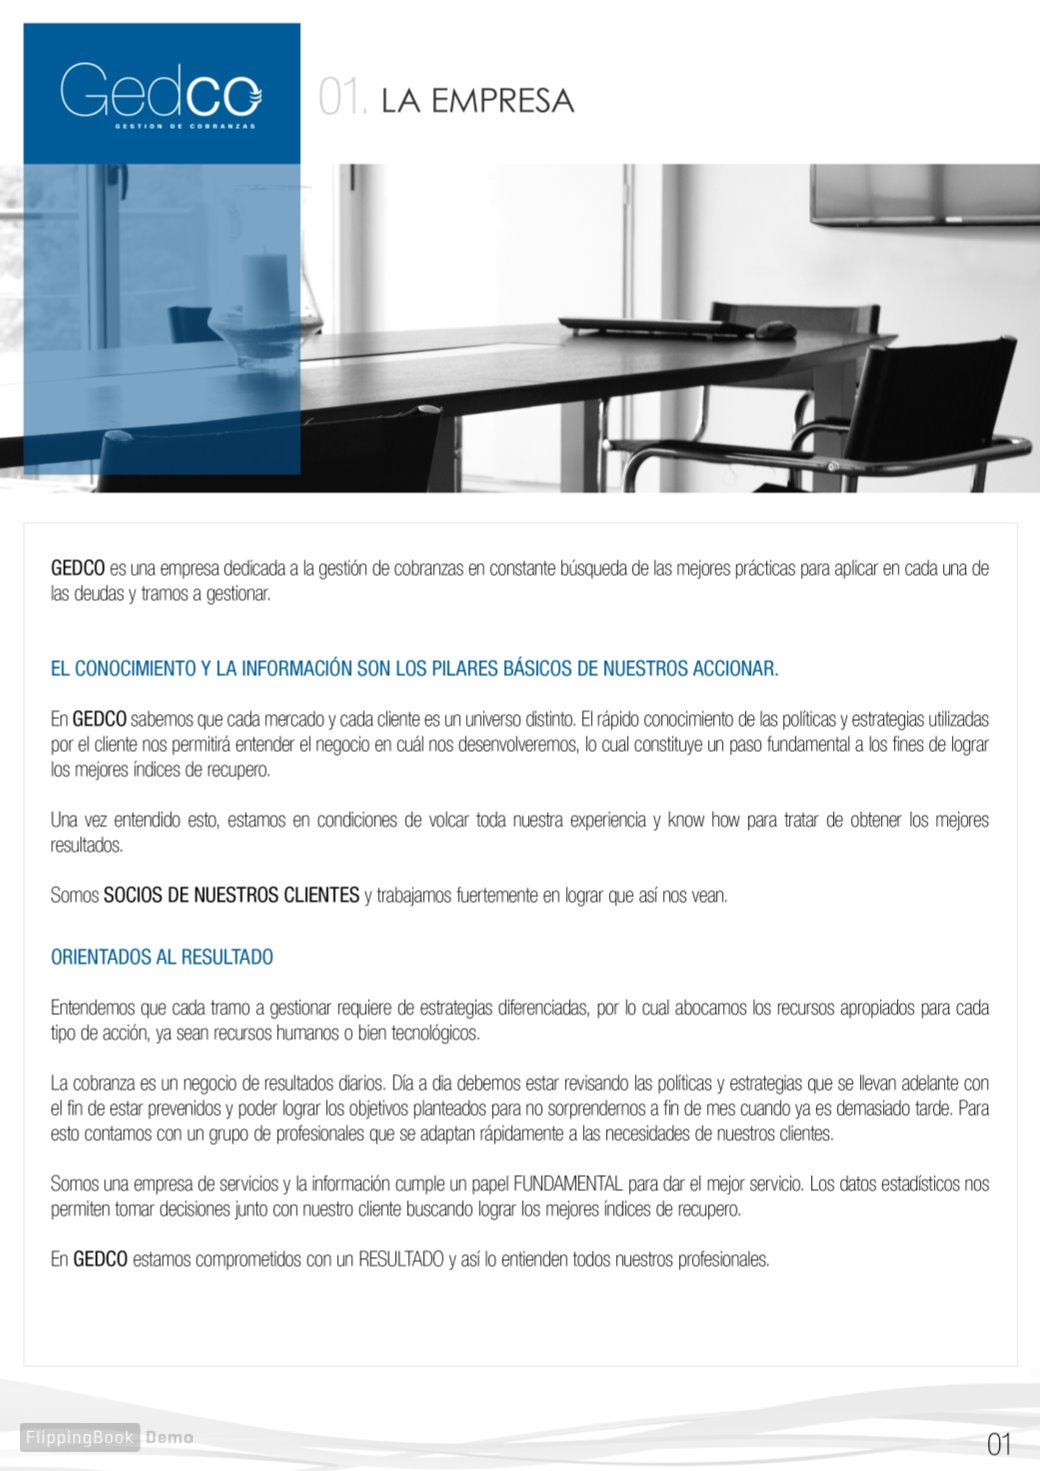 Gedco
GESTION DE COBRANZAS
01. LA EMPRESA
GEDCO es una empresa dedicada a la gestión de cobranzas en constante búsqueda de las mejores prácticas para aplicar en cada una de
las deudas y tramos a gestionar.
EL CONOCIMIENTO Y LA INFORMACIÓN SON LOS PILARES BÁSICOS DE NUESTROS ACCIONAR.
En GEDCO sabemos que cada mercado y cada cliente es un universo distinto. El rápido conocimiento de las políticas y estrategias utilizadas
por el cliente nos permitirá entender el negocio en cuál nos desenvolveremos, lo cual constituye un paso fundamental a los fines de lograr
los mejores índices de recupero.
Una vez entendido esto, estamos en condiciones de volcar toda nuestra experiencia y know how para tratar de obtener los mejores
resultados.
Somos SOCIOS DE NUESTROS CLIENTES y trabajamos fuertemente en lograr que así nos vean.
ORIENTADOS AL RESULTADO
Entendemos que cada tramo a gestionar requiere de estrategias diferenciadas, por lo cual abocamos los recursos apropiados para cada
tipo de acción, ya sean recursos humanos o bien tecnológicos.
La cobranza es un negocio de resultados diarios. Día a dia debemos estar revisando las políticas y estrategias que se llevan adelante con
el fin de estar prevenidos y poder lograr los objetivos planteados para no sorprendernos a fin de mes cuando ya es demasiado tarde. Para
esto contamos con un grupo de profesionales que se adaptan rápidamente a las necesidades de nuestros clientes.
Somos una empresa de servicios y la información cumple un papel FUNDAMENTAL para dar el mejor servicio. Los datos estadísticos nos
permiten tomar decisiones junto con nuestro cliente buscando lograr los mejores índices de recupero.
En GEDCO estamos comprometidos con un RESULTADO y así lo entienden todos nuestros profesionales.
FlippingBook Demo
01